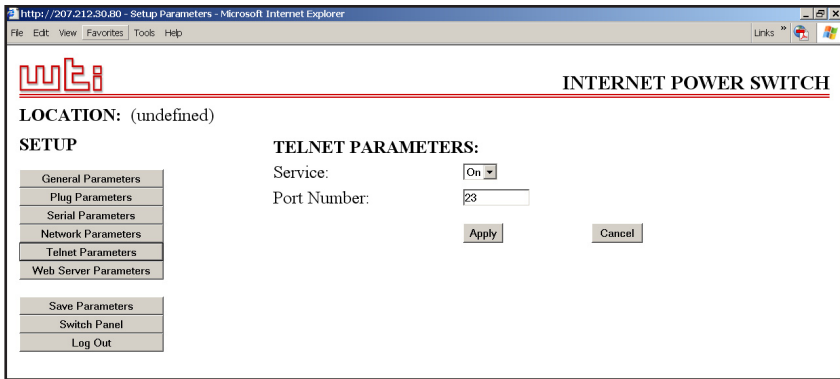 http://207.212.30.80 - Setup Parameters - Microsoft Internet Explorer
File Edit View Favorites Tools Help Links »
wti INTERNET POWER SWITCH
LOCATION: (undefined)
SETUP
TELNET PARAMETERS:
General Parameters
Plug Parameters
Serial Parameters
Network Parameters
Telnet Parameters
Web Server Parameters
Save Parameters
Switch Panel
Log Out
Service: On
Port Number: 23
Apply Cancel